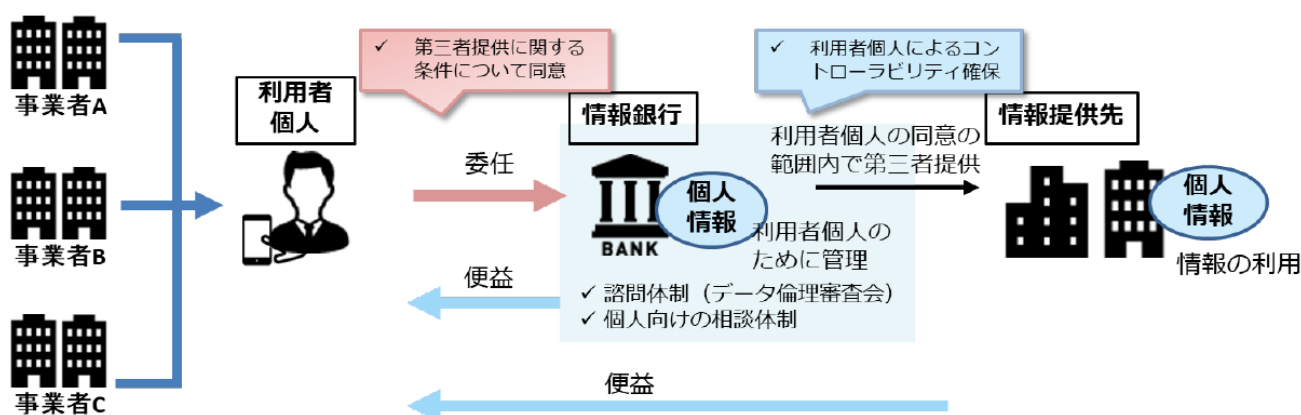 事業者A
事業者B
事業者C
利用者
個人
✓ 第三者提供に関する
条件について同意
委任
便益
情報銀行
BANK
個人
情報
利用者個人の
ために管理
✓ 諮問体制（データ倫理審査会）
✓ 個人向けの相談体制
✓ 利用者個人によるコン
トローラビリティ確保
利用者個人の同意の
範囲内で第三者提供
情報提供先
個人
情報
情報の利用
便益